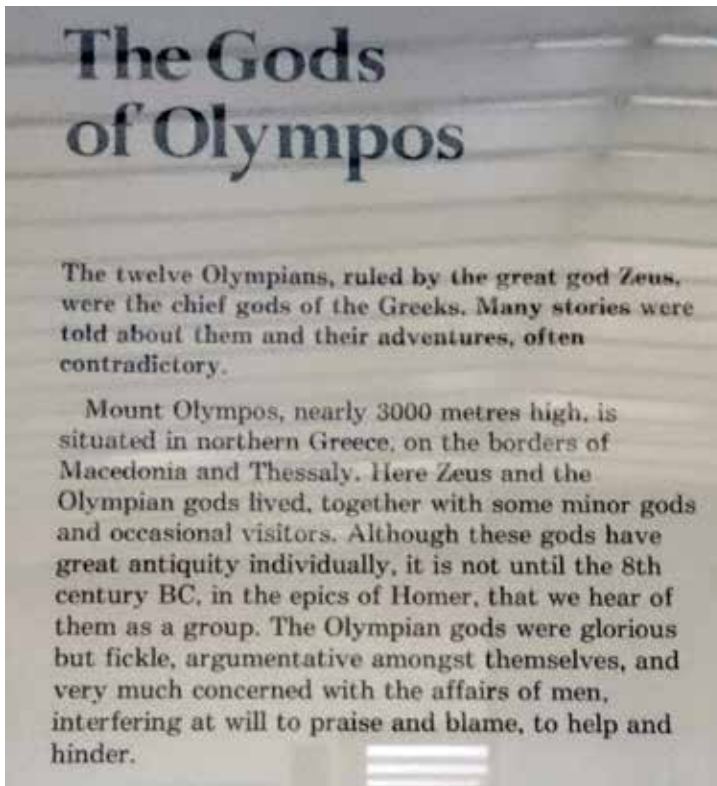 The Gods
of Olympos
The twelve Olympians, ruled by the great god Zeus,
were the chief gods of the Greeks. Many stories were
told about them and their adventures, often
contradictory.
Mount Olympos, nearly 3000 metres high, is
situated in northern Greece, on the borders of
Macedonia and Thessaly. Here Zeus and the
Olympian gods lived, together with some minor gods
and occasional visitors. Although these gods have
great antiquity individually, it is not until the 8th
century BC, in the epics of Homer, that we hear of
them as a group. The Olympian gods were glorious
but fickle, argumentative amongst themselves, and
very much concerned with the affairs of men,
interfering at will to praise and blame, to help and
hinder.